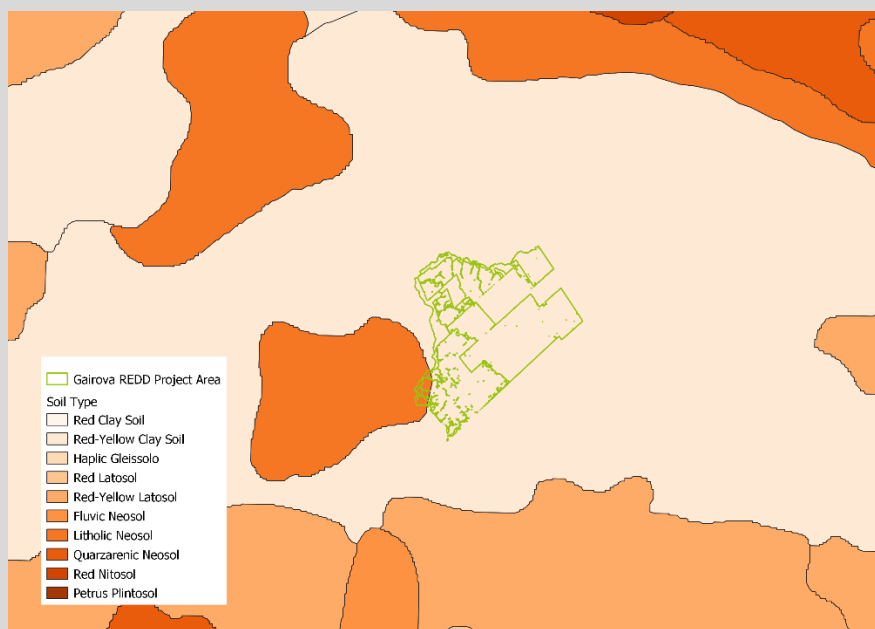 Gairova REDD Project Area
Soil Type
Red Clay Soil
Red-Yellow Clay Soil
Haplic Gleissolo
Red Latosol
Red-Yellow Latosol
Fluvic Neosol
Litholic Neosol
Quarzarenic Neosol
Red Nitosol
Petrus Plintosol